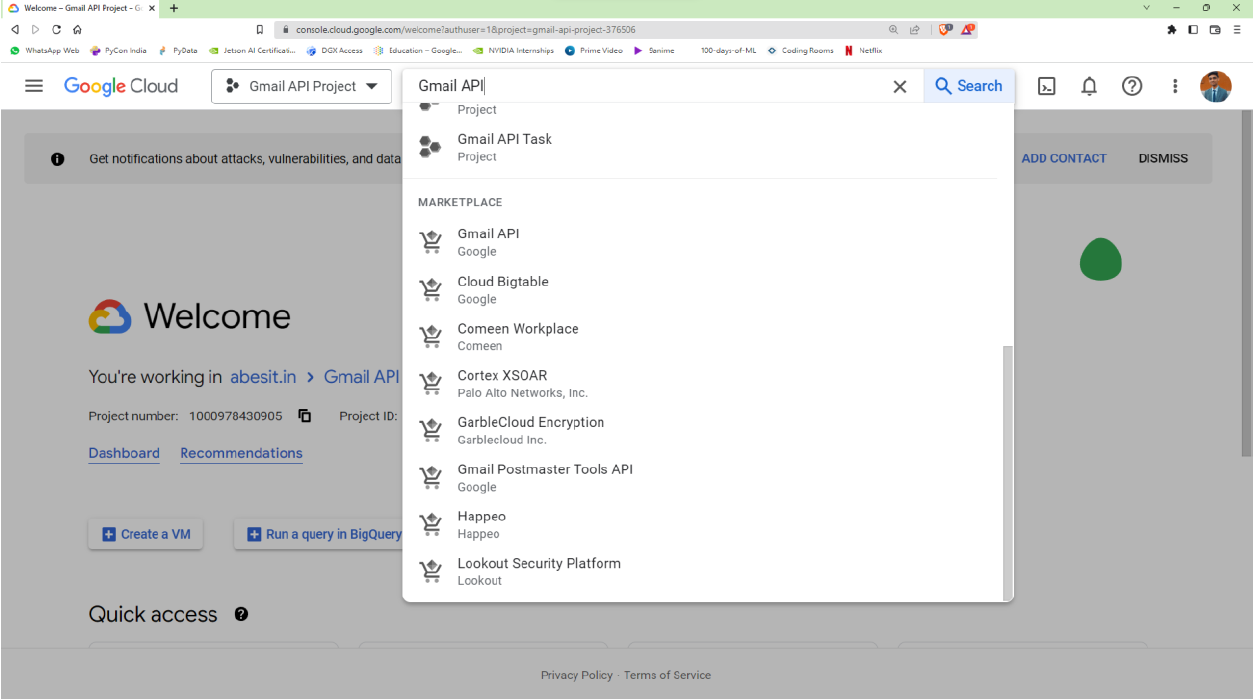 Welcome – Gmail API Project - G
console.cloud.google.com/welcome?authuser=1&project=gmail-api-project-376506
WhatsApp Web PyCon India PyData Jetson AI Certificati... DGX Access Education – Google... NVIDIA Internships Prime Video 9anime 100-days-of-ML Coding Rooms Netflix
Google Cloud Gmail API Project Gmail API Search
Project
Gmail API Task
Project
Get notifications about attacks, vulnerabilities, and data ADD CONTACT DISMISS
MARKETPLACE
Gmail API
Google
Cloud Bigtable
Google
Comeen Workplace
Comeen
Cortex XSOAR
Palo Alto Networks, Inc.
GarbleCloud Encryption
Garblecloud Inc.
Gmail Postmaster Tools API
Google
Happeo
Happeo
Lookout Security Platform
Lookout
Welcome
You're working in abesit.in > Gmail API
Project number: 1000978430905 Project ID:
Dashboard Recommendations
Create a VM Run a query in BigQuery
Quick access
Privacy Policy · Terms of Service